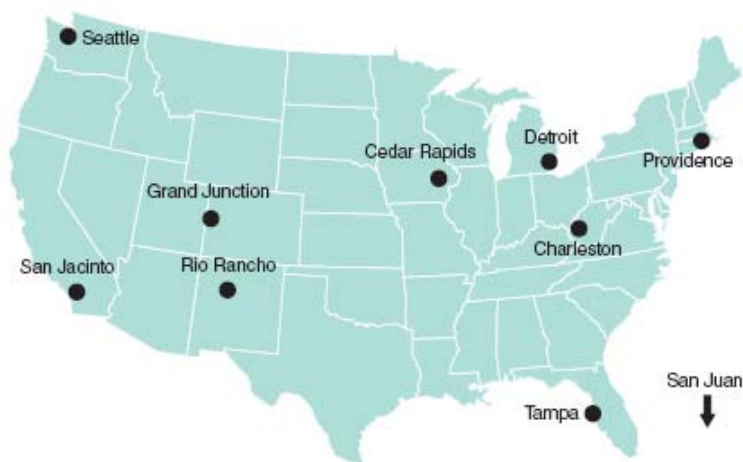 Seattle
Detroit
Cedar Rapids
Providence
Grand Junction
Charleston
San Jacinto
Rio Rancho
San Juan
Tampa